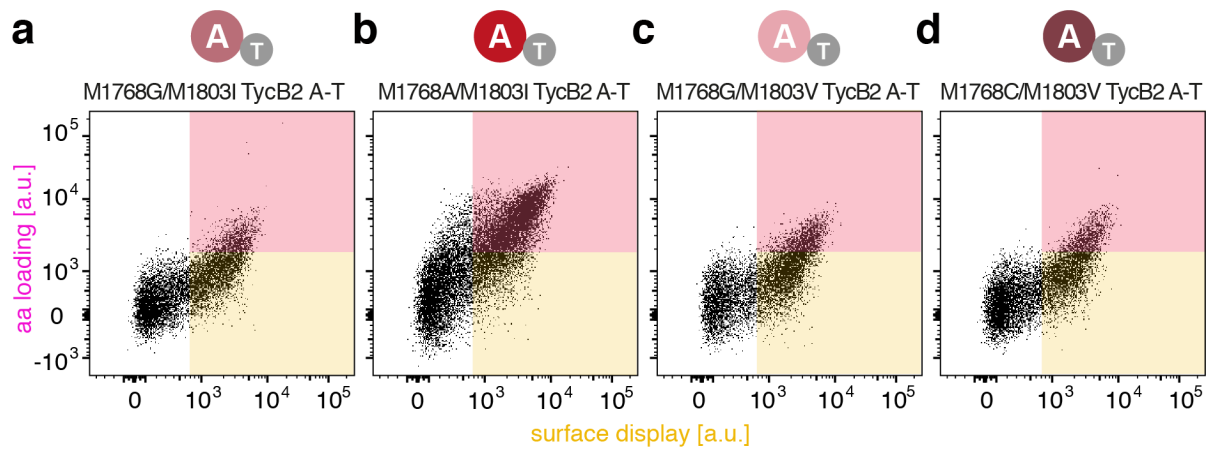 a b c d
A T A T A T A T
M1768G/M1803I TycB2 A-T M1768A/M1803I TycB2 A-T M1768G/M1803V TycB2 A-T M1768C/M1803V TycB2 A-T
aa loading [a.u.]
10⁵
10⁴
10³
0
-10³
0 10³ 10⁴ 10⁵ 0 10³ 10⁴ 10⁵ 0 10³ 10⁴ 10⁵ 0 10³ 10⁴ 10⁵
surface display [a.u.]